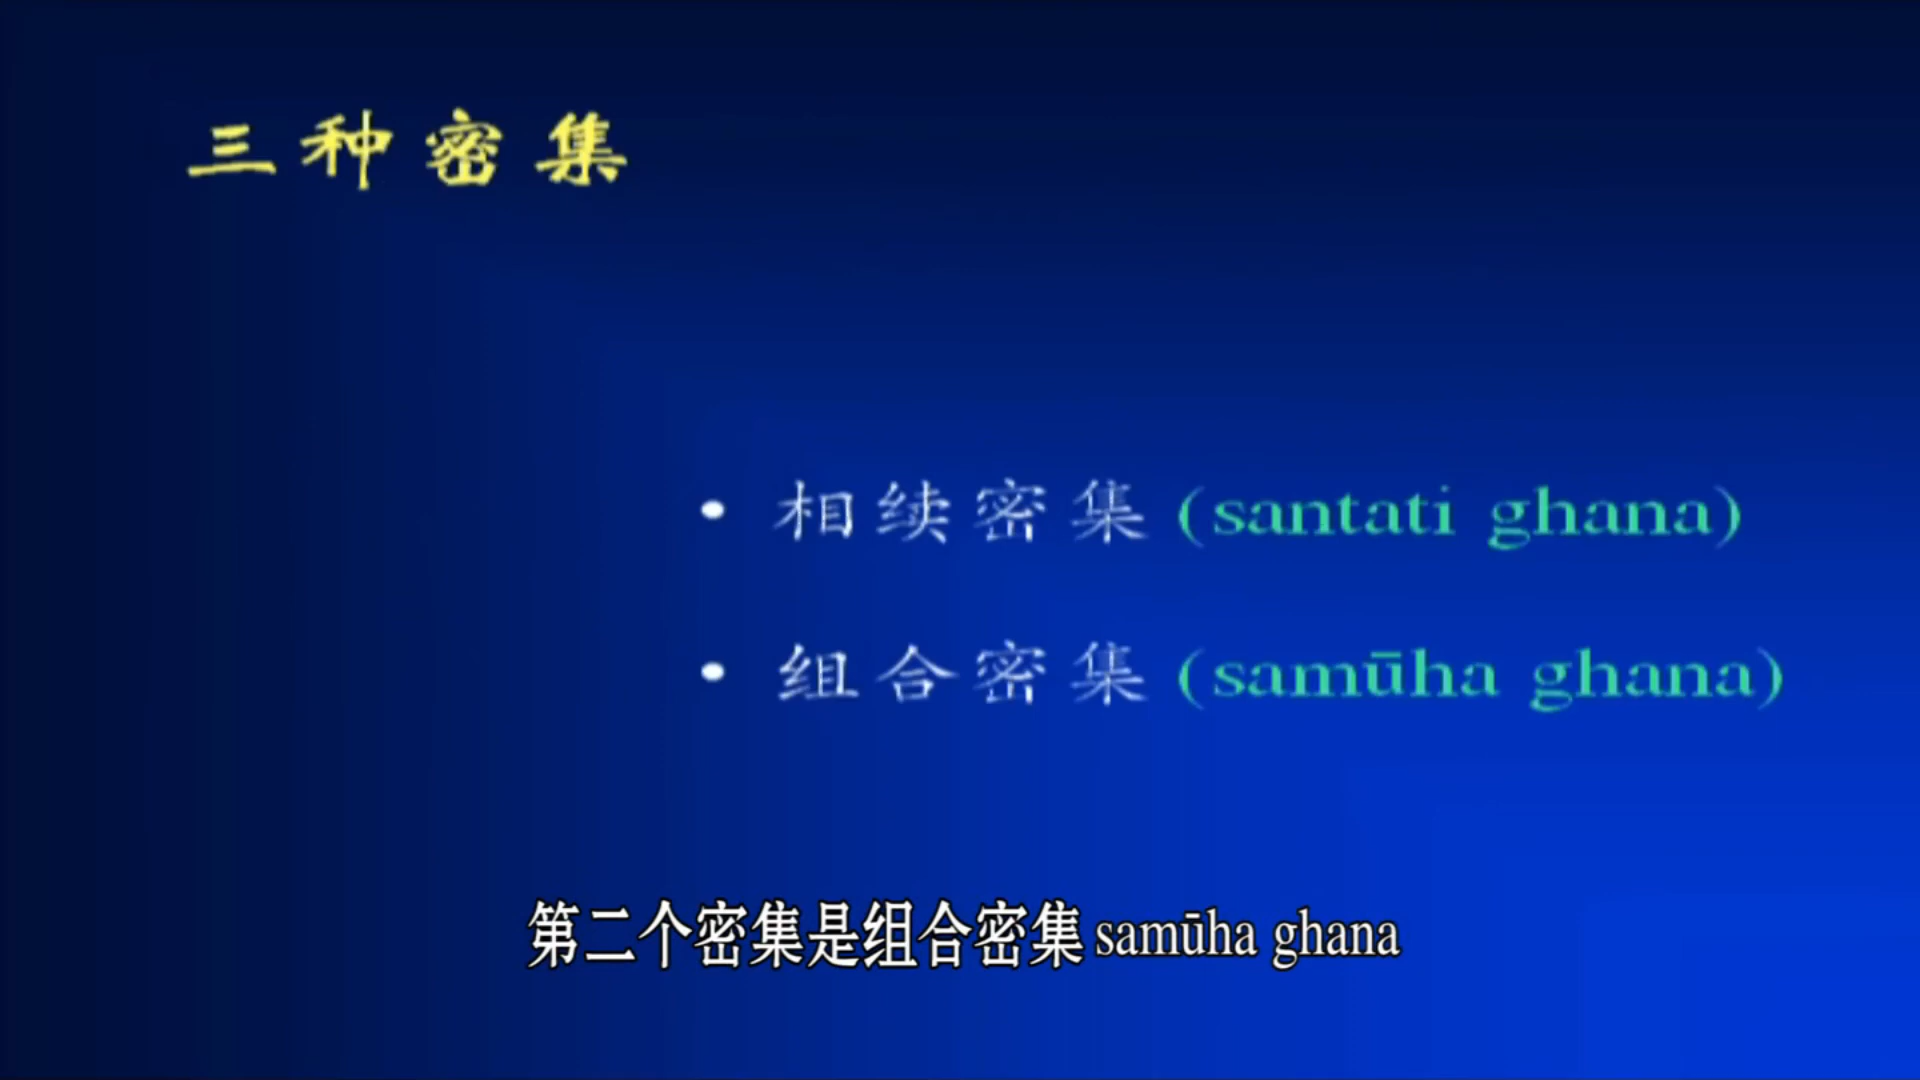 三种密集
• 相续密集 (santati ghana)
• 组合密集 (samūha ghana)
第二个密集是组合密集 samūha ghana